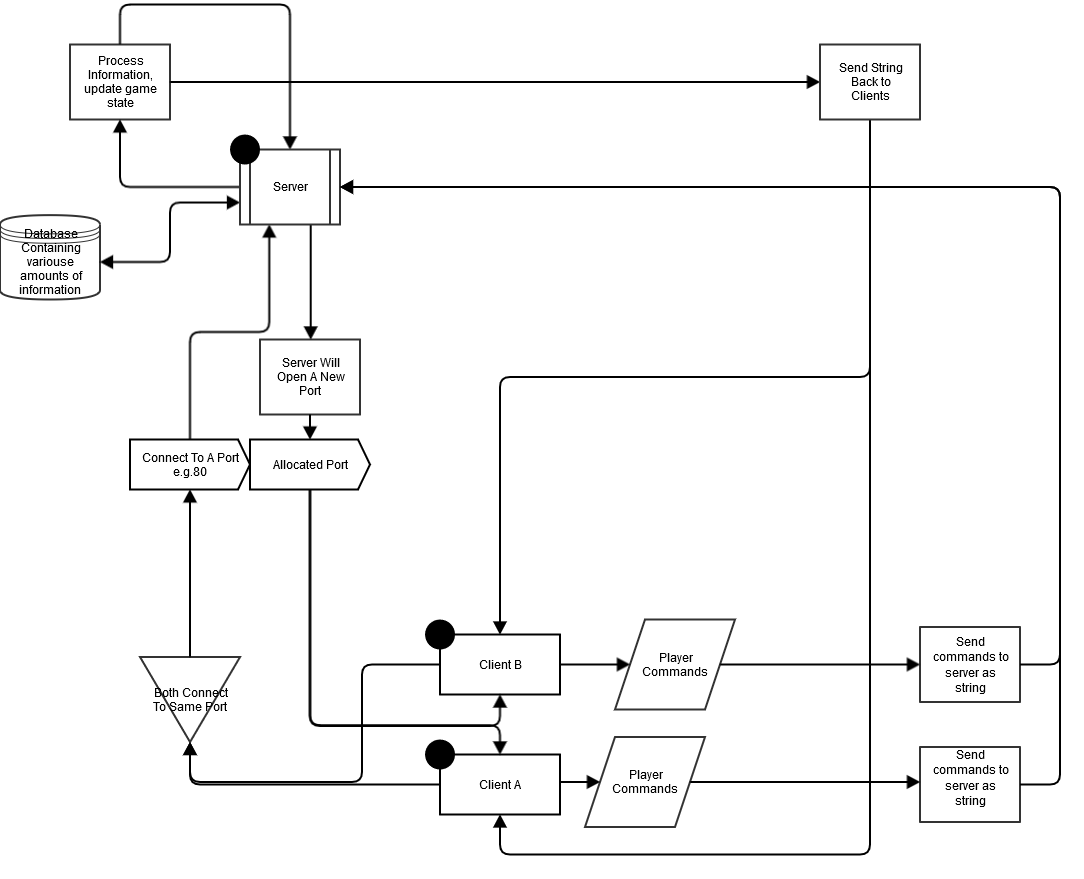 Process
Information,
update game
state
Send String
Back to
Clients
Server
Database
Containing
variouse
amounts of
information
Server Will
Open A New
Port
Connect To A Port
e.g.80
Allocated Port
Both Connect
To Same Port
Client B
Player
Commands
Send
commands to
server as
string
Client A
Player
Commands
Send
commands to
server as
string